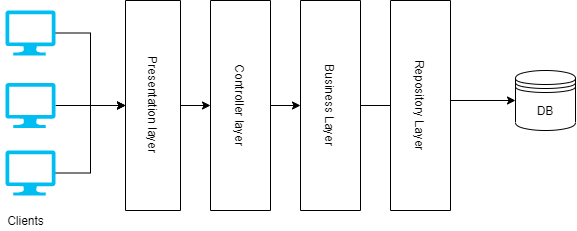 Presentation layer
Controller layer
Business Layer
Repository Layer
DB
Clients